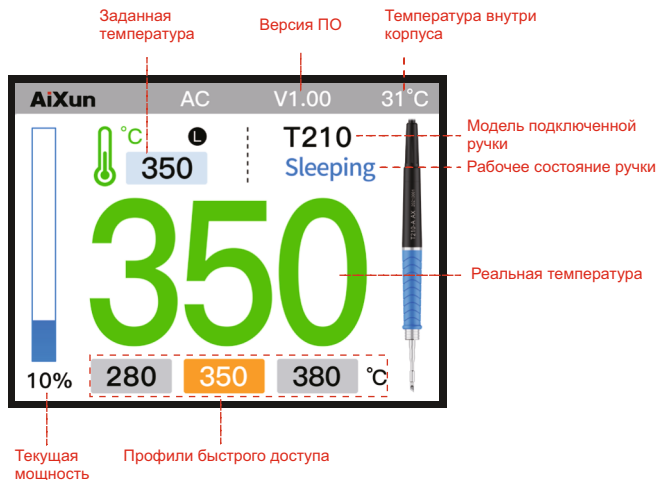 Заданная
температура
Версия ПО
Температура внутри
корпуса
AiXun AC V1.00 31°C
°C L T210
350 Sleeping
Модель подключенной
ручки
Рабочее состояние ручки
350
Реальная температура
10% 280 350 380 °C
Текущая
мощность
Профили быстрого доступа